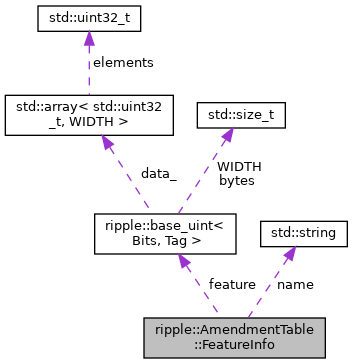 std::uint32_t
elements
std::array< std::uint32
_t, WIDTH >
std::size_t
data_
WIDTH
bytes
ripple::base_uint<
Bits, Tag >
std::string
feature
name
ripple::AmendmentTable
::FeatureInfo